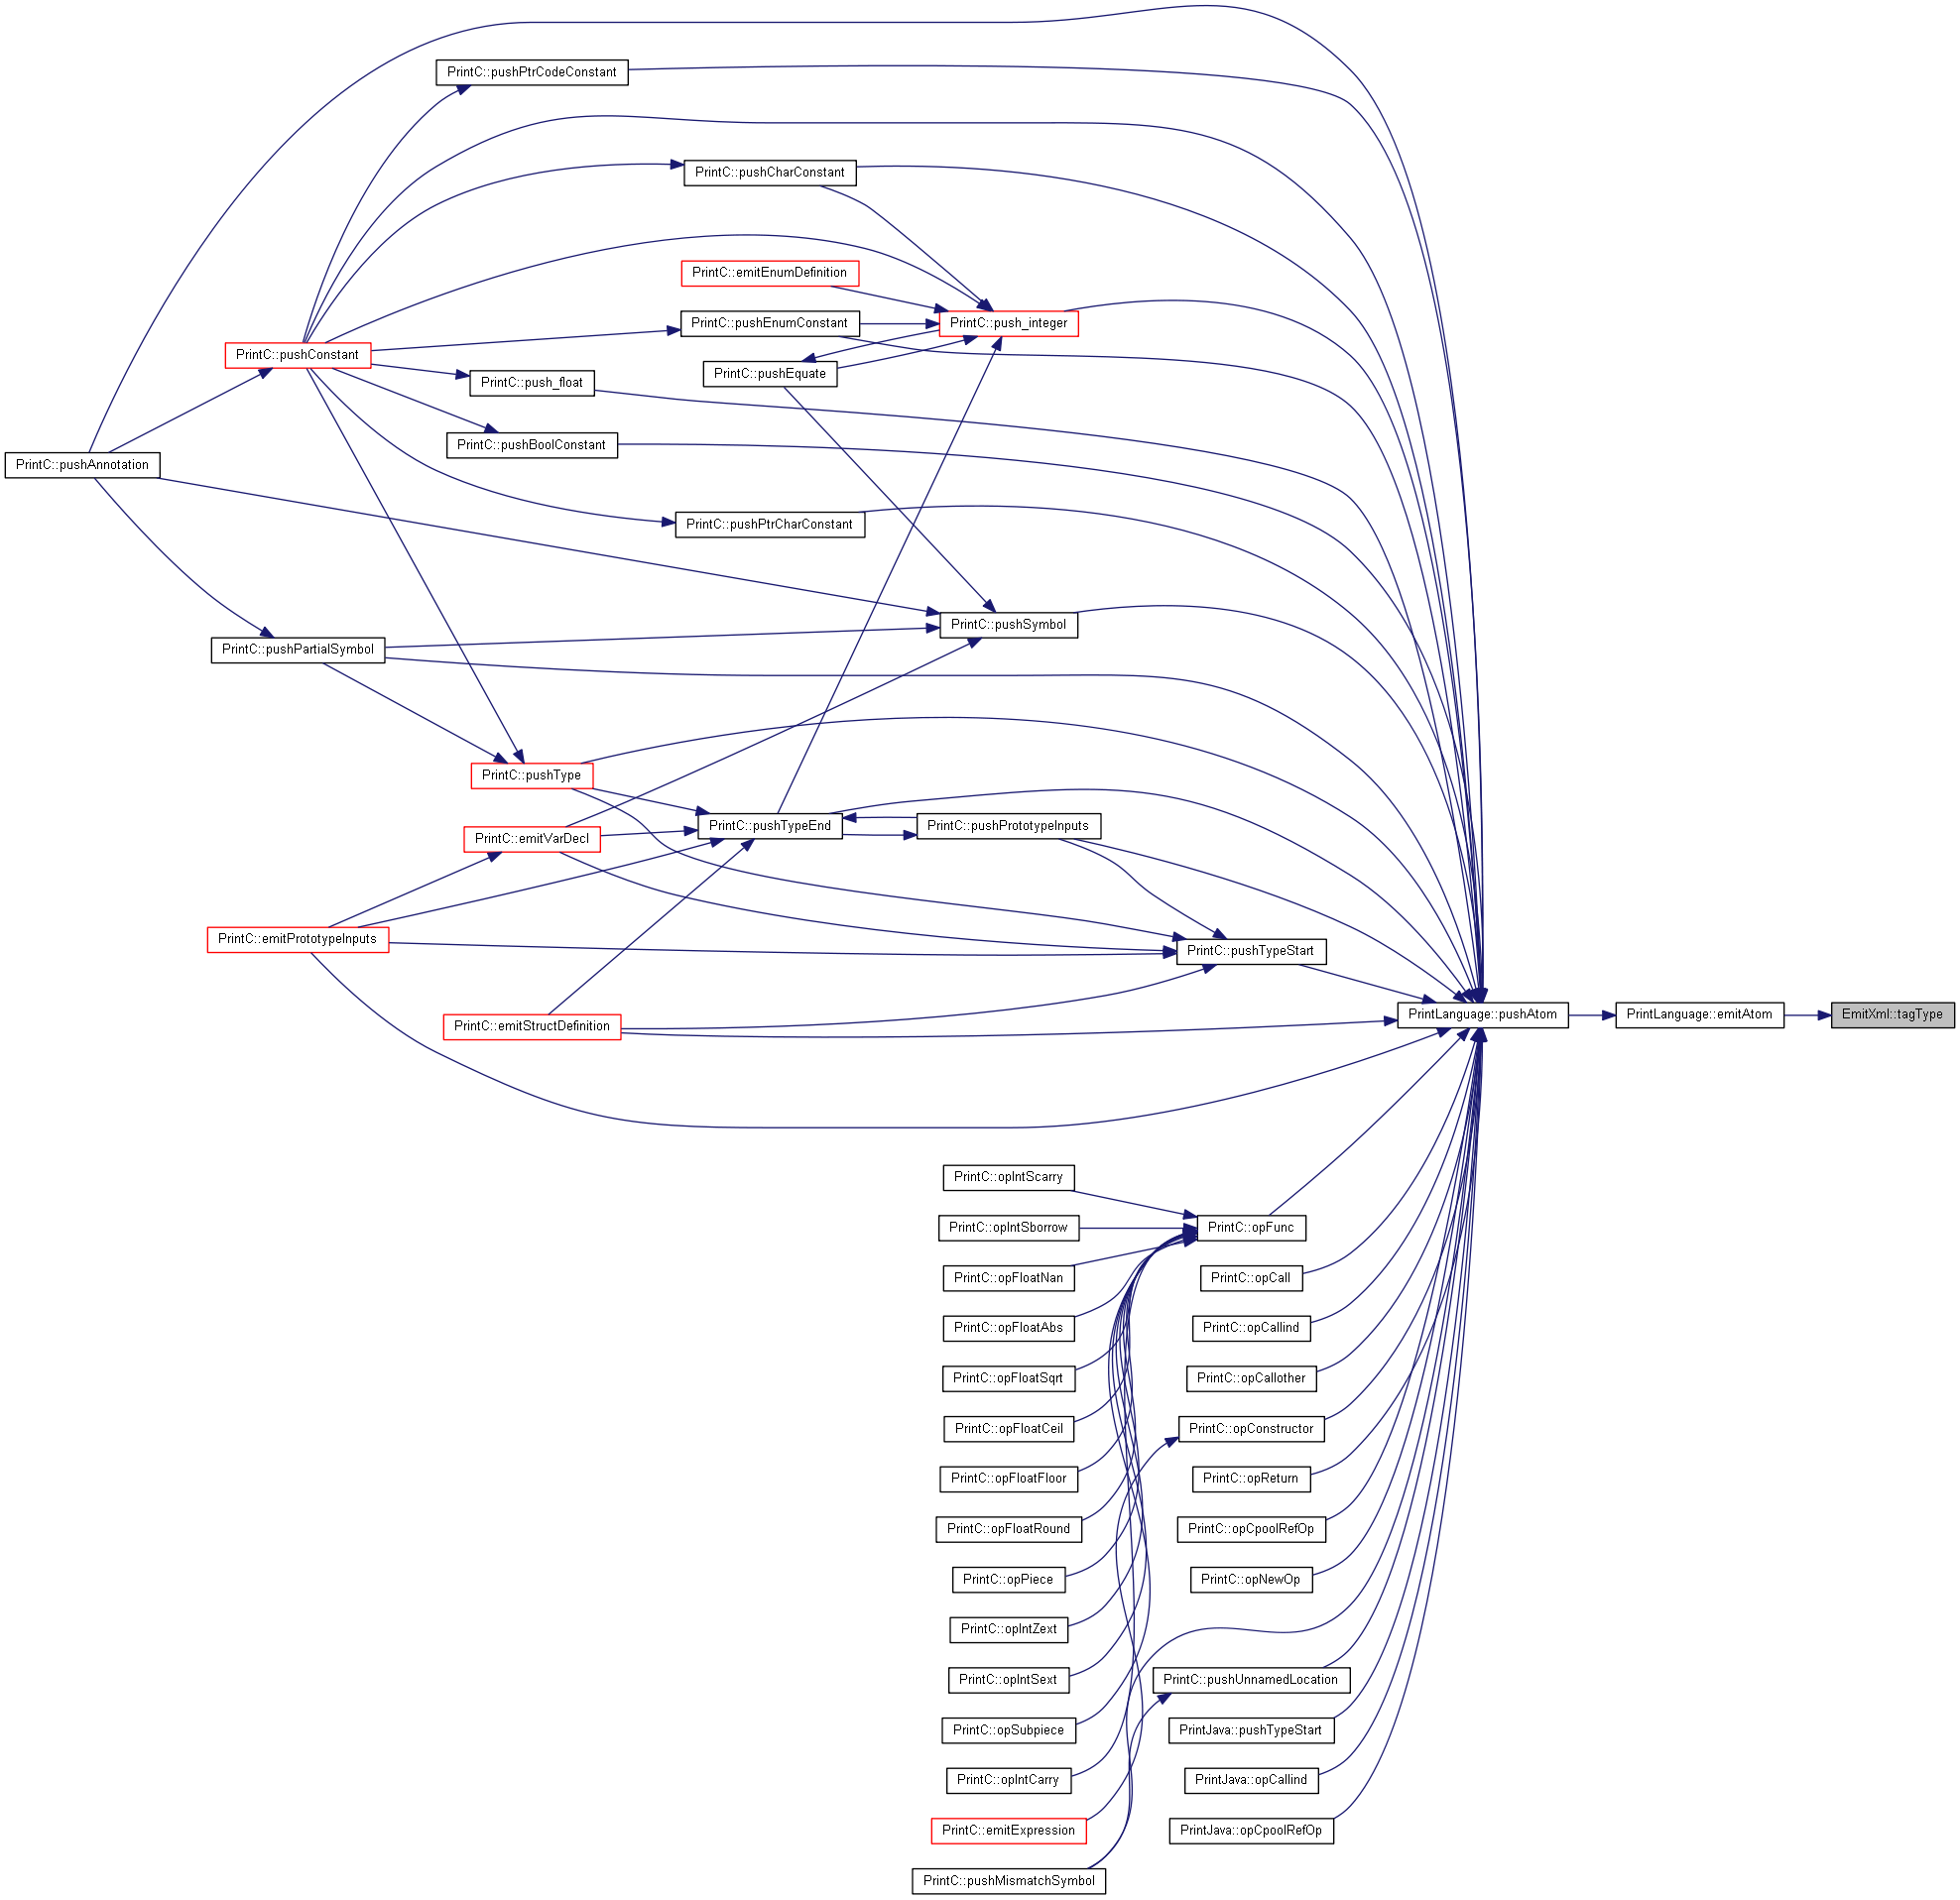 PrintC::pushPtrCodeConstant
PrintC::pushCharConstant
PrintC::emitEnumDefinition
PrintC::pushEnumConstant
PrintC::push_integer
PrintC::pushConstant
PrintC::pushEquate
PrintC::push_float
PrintC::pushBoolConstant
PrintC::pushAnnotation
PrintC::pushPtrCharConstant
PrintC::pushSymbol
PrintC::pushPartialSymbol
PrintC::pushType
PrintC::pushTypeEnd
PrintC::pushPrototypeInputs
PrintC::emitVarDecl
PrintC::emitPrototypeInputs
PrintC::pushTypeStart
PrintLanguage::pushAtom
PrintLanguage::emitAtom
EmitXml::tagType
PrintC::emitStructDefinition
PrintC::opIntScarry
PrintC::opIntSborrow
PrintC::opFunc
PrintC::opFloatNan
PrintC::opCall
PrintC::opFloatAbs
PrintC::opCallind
PrintC::opFloatSqrt
PrintC::opCallother
PrintC::opFloatCeil
PrintC::opConstructor
PrintC::opFloatFloor
PrintC::opReturn
PrintC::opFloatRound
PrintC::opCpoolRefOp
PrintC::opPiece
PrintC::opNewOp
PrintC::opIntZext
PrintC::opIntSext
PrintC::pushUnnamedLocation
PrintC::opSubpiece
PrintJava::pushTypeStart
PrintC::opIntCarry
PrintJava::opCallind
PrintC::emitExpression
PrintJava::opCpoolRefOp
PrintC::pushMismatchSymbol